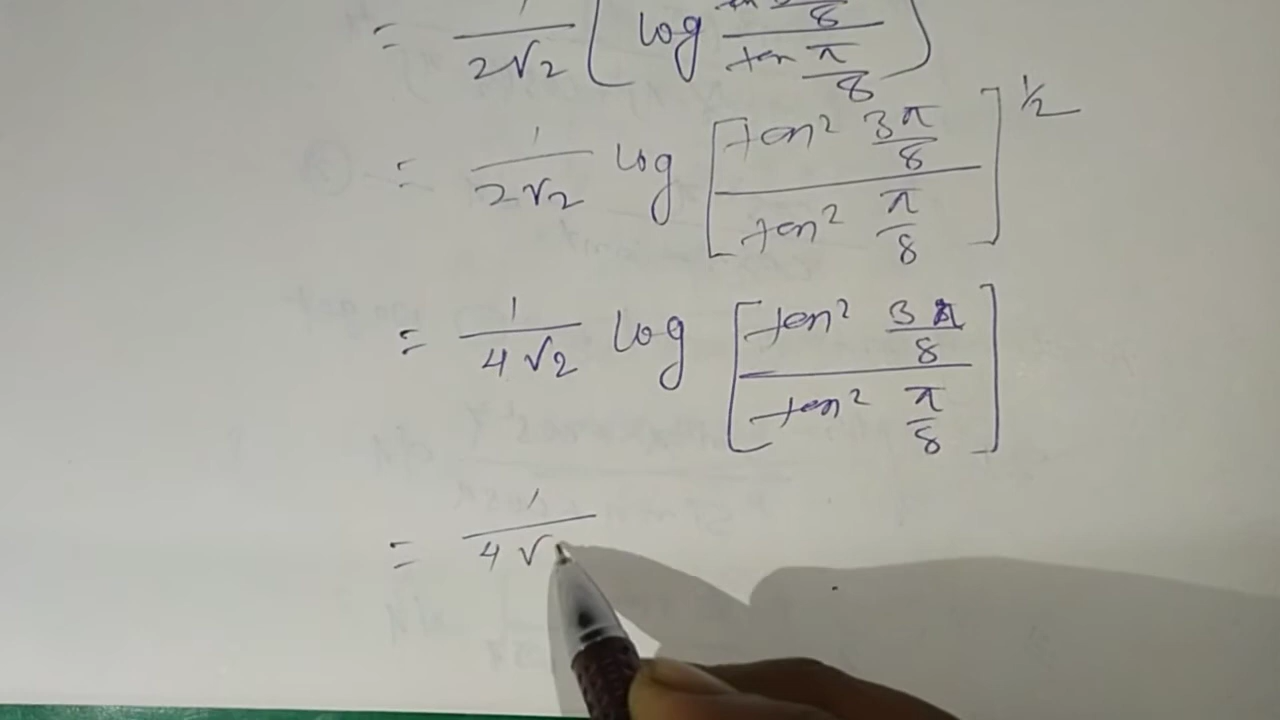 = 1/2√2 ( log tan 3π/8 / tan π/8 )
= 1/2√2 log [ tan² 3π/8 / tan² π/8 ]^1/2
= 1/4√2 log [ tan² 3π/8 / tan² π/8 ]
= 1/4√